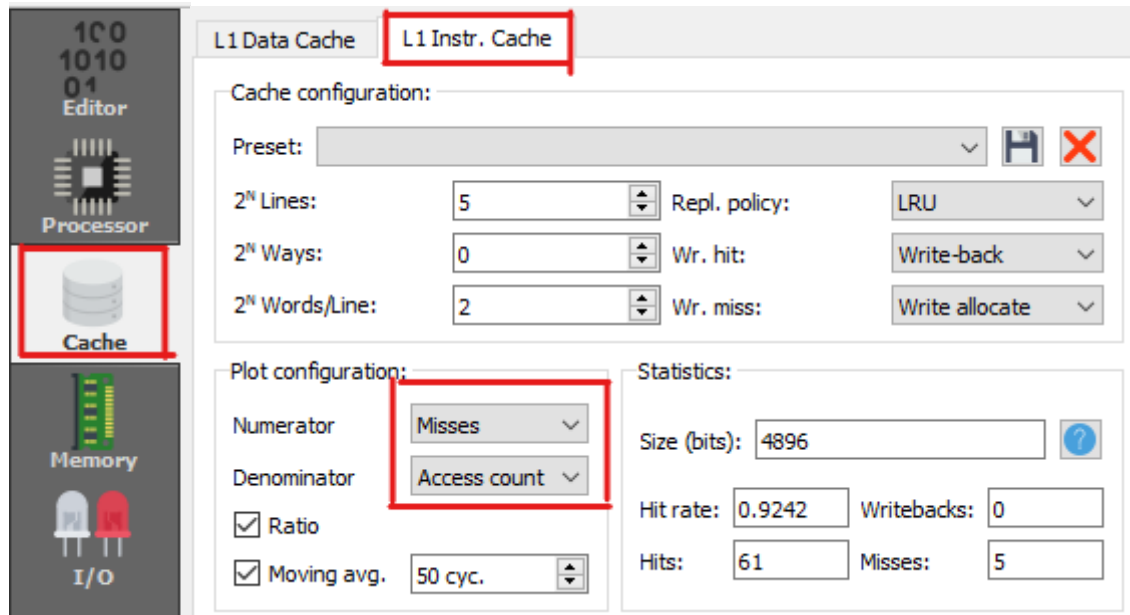 100
1010
01
Editor
Processor
Cache
Memory
I/O
L1 Data Cache
L1 Instr. Cache
Cache configuration:
Preset:
2ᴺ Lines: 5 Repl. policy: LRU
2ᴺ Ways: 0 Wr. hit: Write-back
2ᴺ Words/Line: 2 Wr. miss: Write allocate
Plot configuration:
Numerator Misses
Denominator Access count
Ratio
Moving avg. 50 cyc.
Statistics:
Size (bits): 4896 ?
Hit rate: 0.9242 Writebacks: 0
Hits: 61 Misses: 5